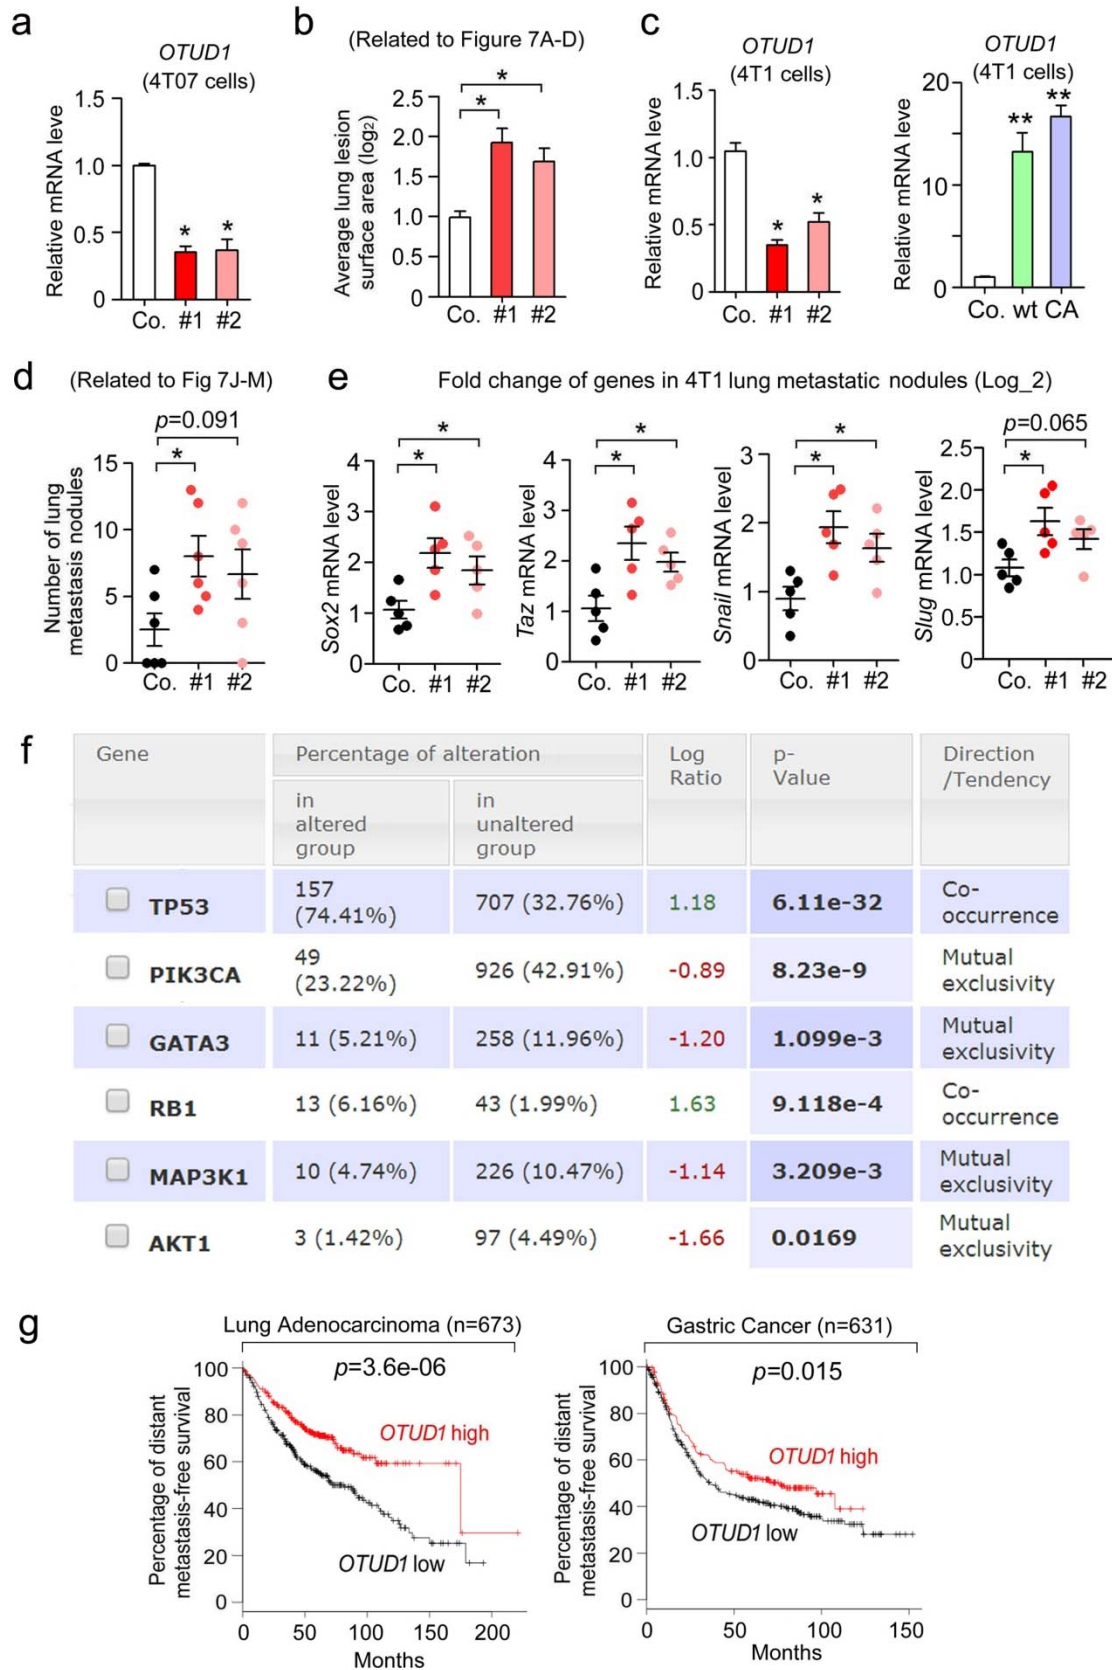 a
OTUD1
(4T07 cells)
Relative mRNA leve
1.5
1.0
0.5
0
*
*
Co. #1 #2
b
(Related to Figure 7A-D)
Average lung lesion
surface area (log2)
2.5
2.0
1.5
1.0
0.5
0
*
*
Co. #1 #2
c
OTUD1
(4T1 cells)
Relative mRNA leve
1.5
1.0
0.5
0
*
*
Co. #1 #2
OTUD1
(4T1 cells)
Relative mRNA leve
20
10
0
**
**
Co. wt CA
d
(Related to Fig 7J-M)
p=0.091
*
Number of lung
metastasis nodules
15
10
5
0
Co. #1 #2
e
Fold change of genes in 4T1 lung metastatic nodules (Log_2)
*
*
Sox2 mRNA level
4
3
2
1
0
Co. #1 #2
*
*
Taz mRNA level
4
3
2
1
0
Co. #1 #2
*
*
Snail mRNA level
3
2
1
0
Co. #1 #2
p=0.065
*
Slug mRNA level
2.5
2.0
1.5
1.0
0.5
0
Co. #1 #2
f
Gene
Percentage of alteration
in
altered
group
in
unaltered
group
Log
Ratio
p-
Value
Direction
/Tendency
TP53
157
(74.41%)
707 (32.76%)
1.18
6.11e-32
Co-
occurrence
PIK3CA
49
(23.22%)
926 (42.91%)
-0.89
8.23e-9
Mutual
exclusivity
GATA3
11 (5.21%)
258 (11.96%)
-1.20
1.099e-3
Mutual
exclusivity
RB1
13 (6.16%)
43 (1.99%)
1.63
9.118e-4
Co-
occurrence
MAP3K1
10 (4.74%)
226 (10.47%)
-1.14
3.209e-3
Mutual
exclusivity
AKT1
3 (1.42%)
97 (4.49%)
-1.66
0.0169
Mutual
exclusivity
g
Lung Adenocarcinoma (n=673)
p=3.6e-06
Percentage of distant
metastasis-free survival
100
80
60
40
20
0
OTUD1 high
OTUD1 low
0 50 100 150 200
Months
Gastric Cancer (n=631)
p=0.015
Percentage of distant
metastasis-free survival
100
80
60
40
20
0
OTUD1 high
OTUD1 low
0 50 100 150
Months